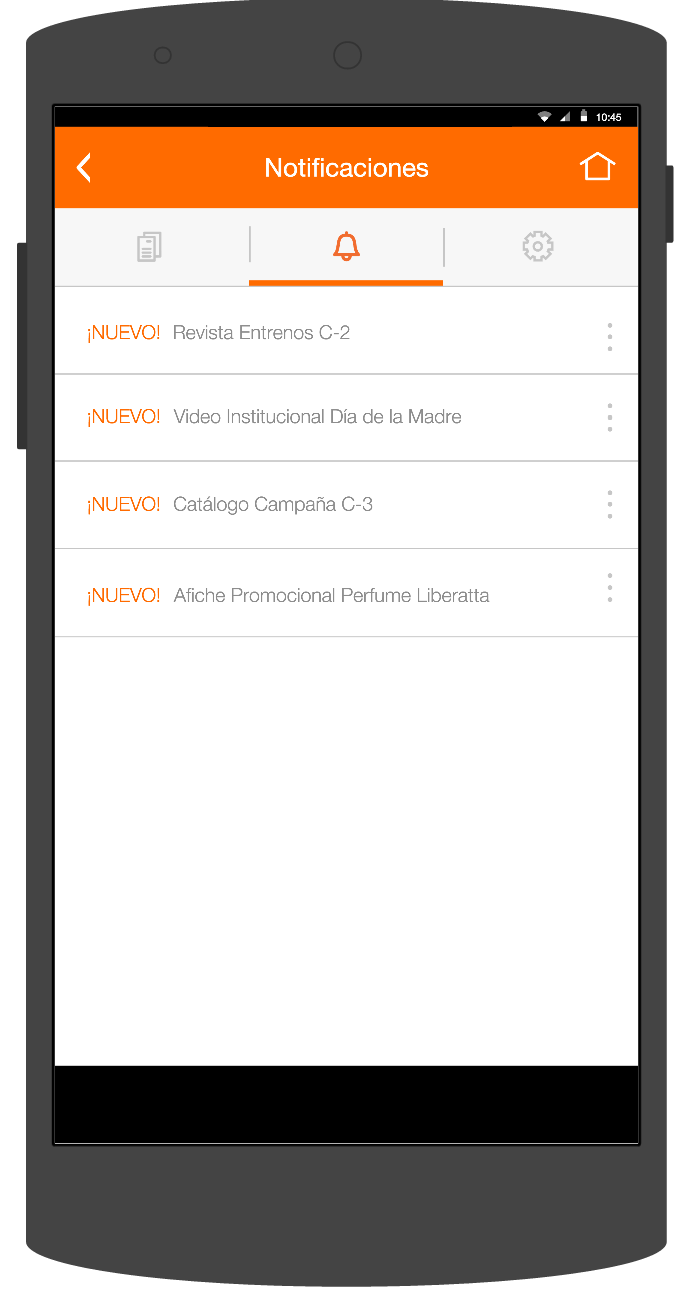 10:45
Notificaciones
¡NUEVO! Revista Entrenos C-2
¡NUEVO! Video Institucional Día de la Madre
¡NUEVO! Catálogo Campaña C-3
¡NUEVO! Afiche Promocional Perfume Liberatta